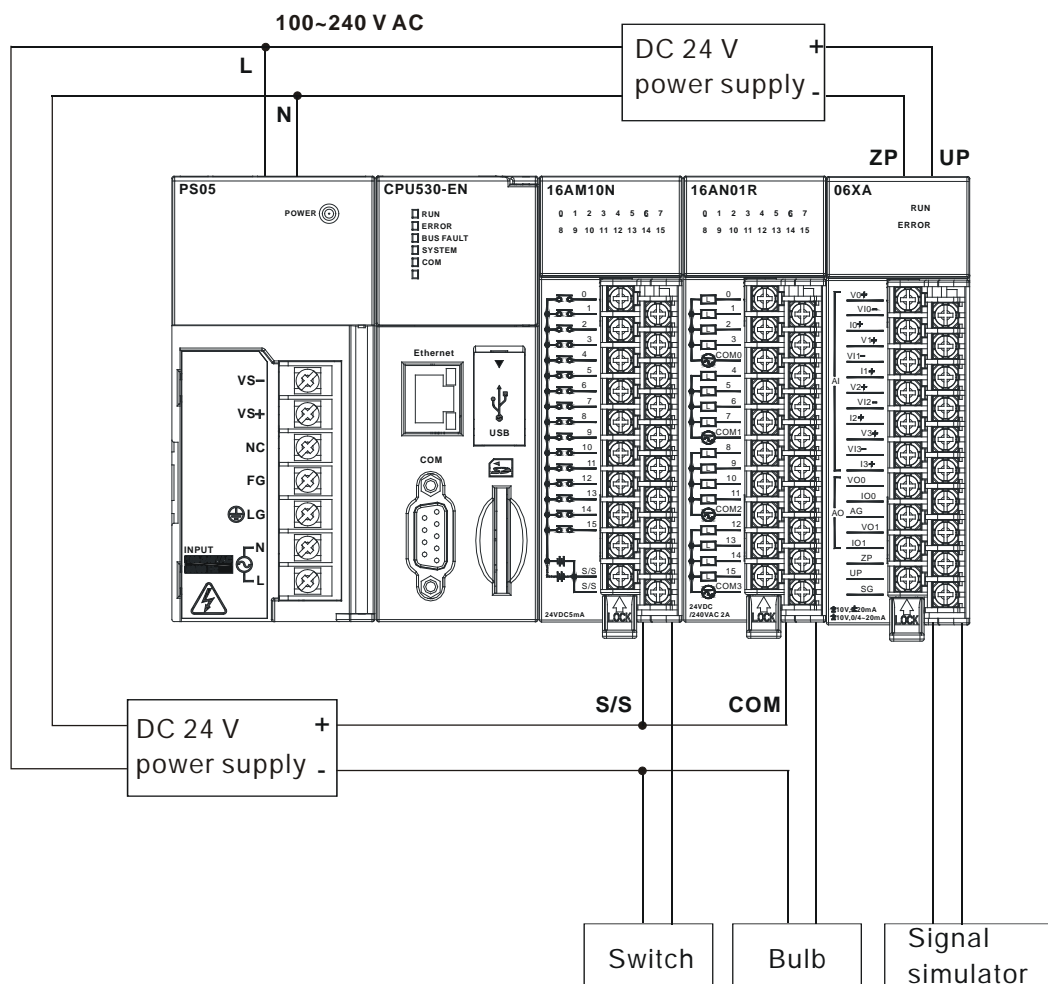 100~240 V AC
L
N
DC 24 V
power supply
+
-
ZP
UP
PS05
POWER
CPU530-EN
RUN
ERROR
BUS FAULT
SYSTEM
COM
16AM10N
0 1 2 3 4 5 6 7
8 9 10 11 12 13 14 15
16AN01R
0 1 2 3 4 5 6 7
8 9 10 11 12 13 14 15
06XA
RUN
ERROR
VS-
VS+
NC
FG
LG
N
L
INPUT
Ethernet
USB
COM
0
1
2
3
4
5
6
7
8
9
10
11
12
13
14
15
S/S
S/S
24VDC5mA
LOCK
L
0
L
1
L
2
L
3
COM0
L
4
L
5
L
6
L
7
COM1
L
8
L
9
L
10
L
11
COM2
L
12
L
13
L
14
L
15
COM3
24VDC
/240VAC 2A
LOCK
AI
V0+
VI0-
I0+
V1+
VI1-
I1+
V2+
VI2-
I2+
V3+
VI3-
I3+
AO
VO0
IO0
AG
VO1
IO1
ZP
UP
SG
10V, 20mA
10V,0/4~20mA
LOCK
S/S
COM
DC 24 V
power supply
+
-
Switch
Bulb
Signal
simulator